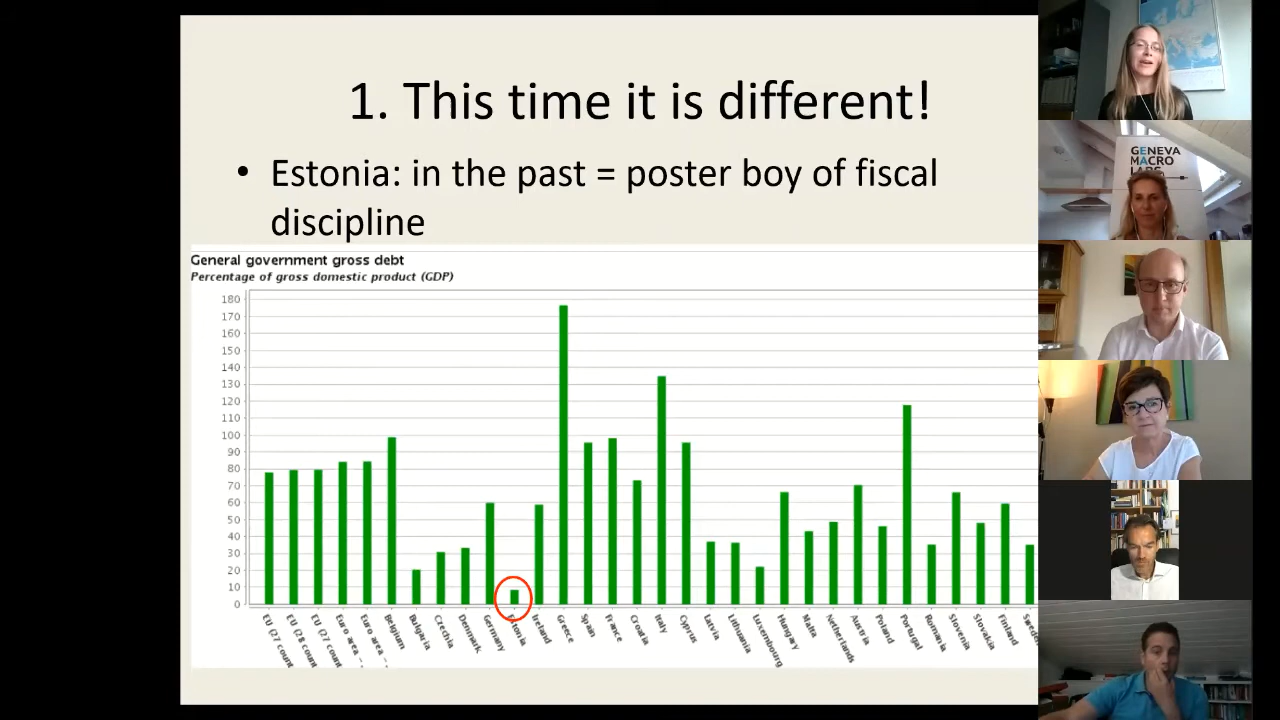 1. This time it is different!
• Estonia: in the past = poster boy of fiscal
discipline
General government gross debt
Percentage of gross domestic product (GDP)
180
170
160
150
140
130
120
110
100
90
80
70
60
50
40
30
20
10
0
EU (27 count
EU (28 count
EU (27 count
Euro area -
Euro area -
Belgium
Bulgaria
Czechia
Denmark
Germany
Estonia
Ireland
Greece
Spain
France
Croatia
Italy
Cyprus
Latvia
Lithuania
Luxembourg
Hungary
Malta
Netherlands
Austria
Poland
Portugal
Romania
Slovenia
Slovakia
Finland
Sweden
GENEVA
MACRO
LABS